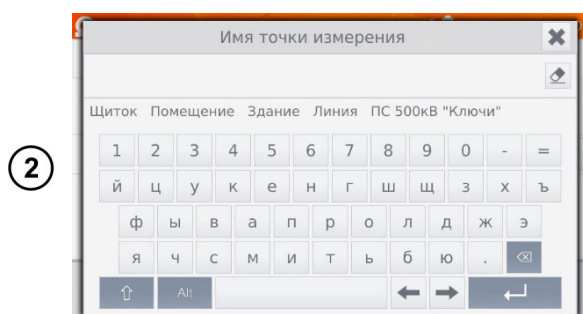 Имя точки измерения
Щиток Помещение Здание Линия ПС 500кВ "Ключи"
1 2 3 4 5 6 7 8 9 0 - =
2
й ц у к е н г ш щ з х ъ
ф ы в а п р о л д ж э
я ч с м и т ь б ю .
Alt